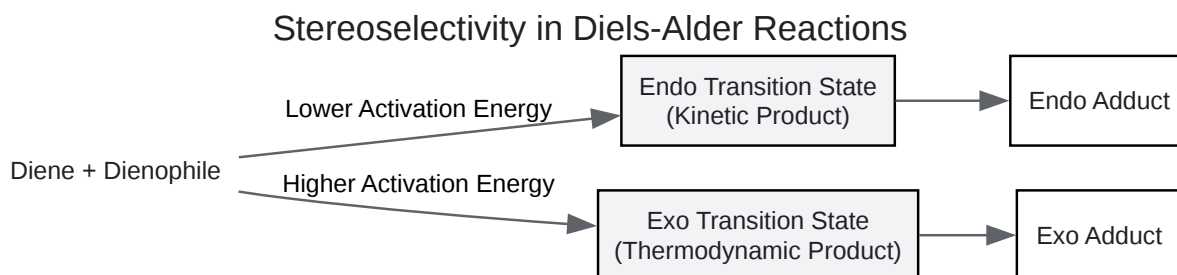 Stereoselectivity in Diels-Alder Reactions
Endo Transition State
(Kinetic Product)
Endo Adduct
Lower Activation Energy
Diene + Dienophile
Higher Activation Energy
Exo Transition State
(Thermodynamic Product)
Exo Adduct